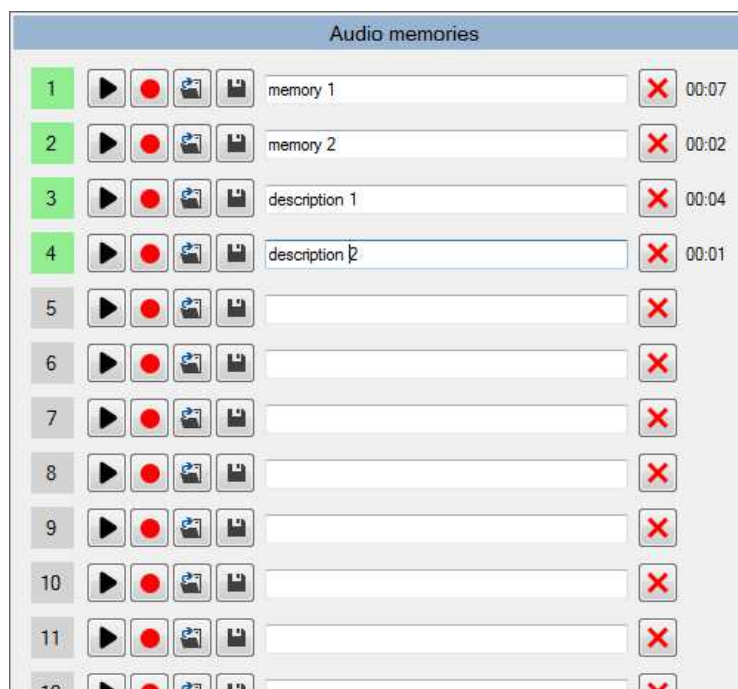 Audio memories
1 memory 1 00:07
2 memory 2 00:02
3 description 1 00:04
4 description 2 00:01
5
6
7
8
9
10
11